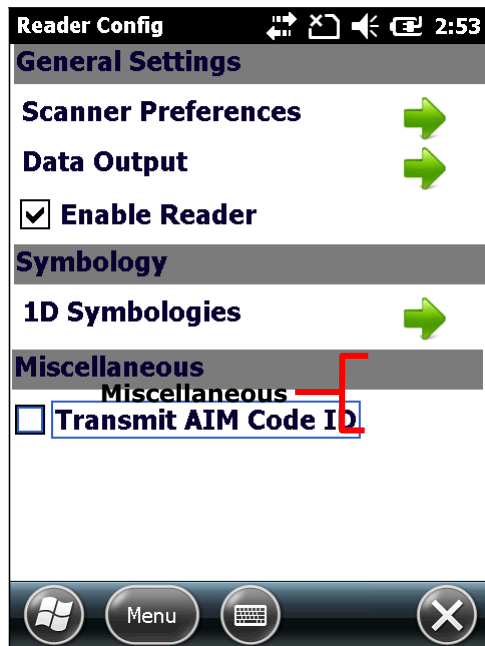 Reader Config 2:53
General Settings
Scanner Preferences
Data Output
Enable Reader
Symbology
1D Symbologies
Miscellaneous
Miscellaneous
Transmit AIM Code ID
Menu